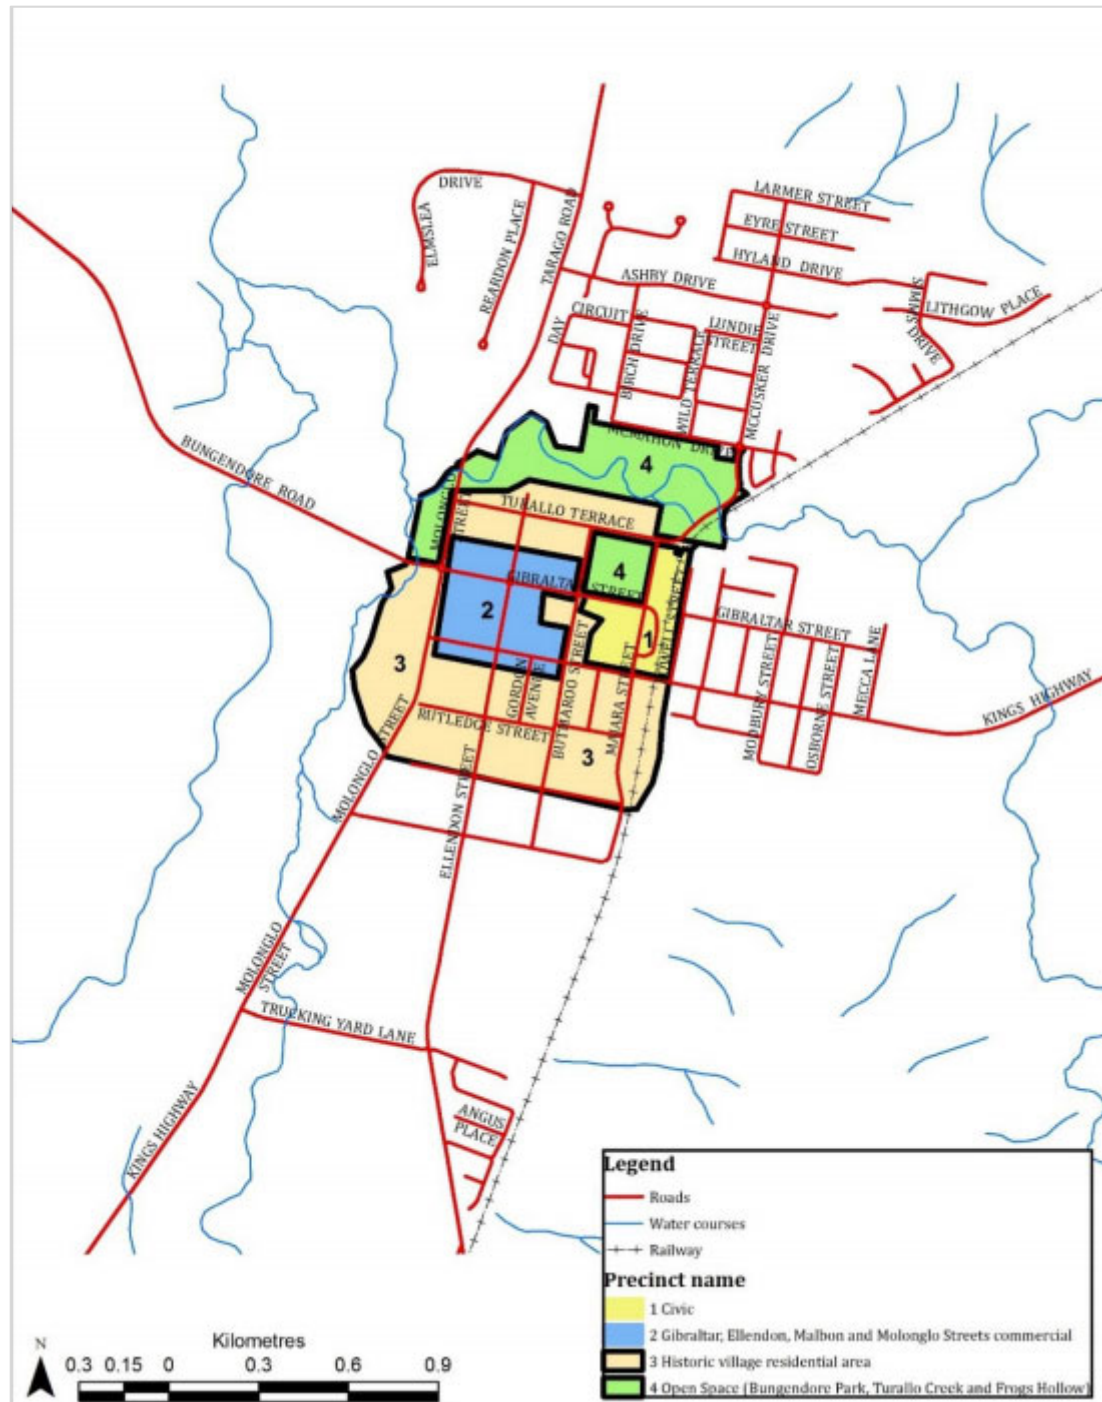 DRIVE
ELMSLEA
REARDON PLACE
TARAGO ROAD
LARMER STREET
EYRE STREET
HYLAND DRIVE
ASHBY DRIVE
SIMMS DRIVE
LITHGOW PLACE
CIRCUIT
DAY
BIRCH DRIVE
LUNDIE
STREET
WILD TERRACE
MCCUSKER DRIVE
MCMAHON DRIVE
4
BUNGENDORE ROAD
MOLONGLO
STREET
TURALLO TERRACE
GIBRALTAR STREET
4
2
1
3
GIBRALTAR STREET
MODBURY STREET
OSBORNE STREET
MECCA LANE
KINGS HIGHWAY
GORDON
AVENUE
BUTMAROO STREET
MAJARA STREET
RUTLEDGE STREET
3
MOLONGLO STREET
ELLENDON STREET
MOLONGLO
STREET
TRUCKING YARD LANE
KINGS HIGHWAY
ANGUS
PLACE
Legend
Roads
Water courses
Railway
Precinct name
1 Civic
2 Gibraltar, Ellendon, Malbon and Molonglo Streets commercial
3 Historic village residential area
4 Open Space (Bungendore Park, Turallo Creek and Frogs Hollow)
N
Kilometres
0.3 0.15 0 0.3 0.6 0.9